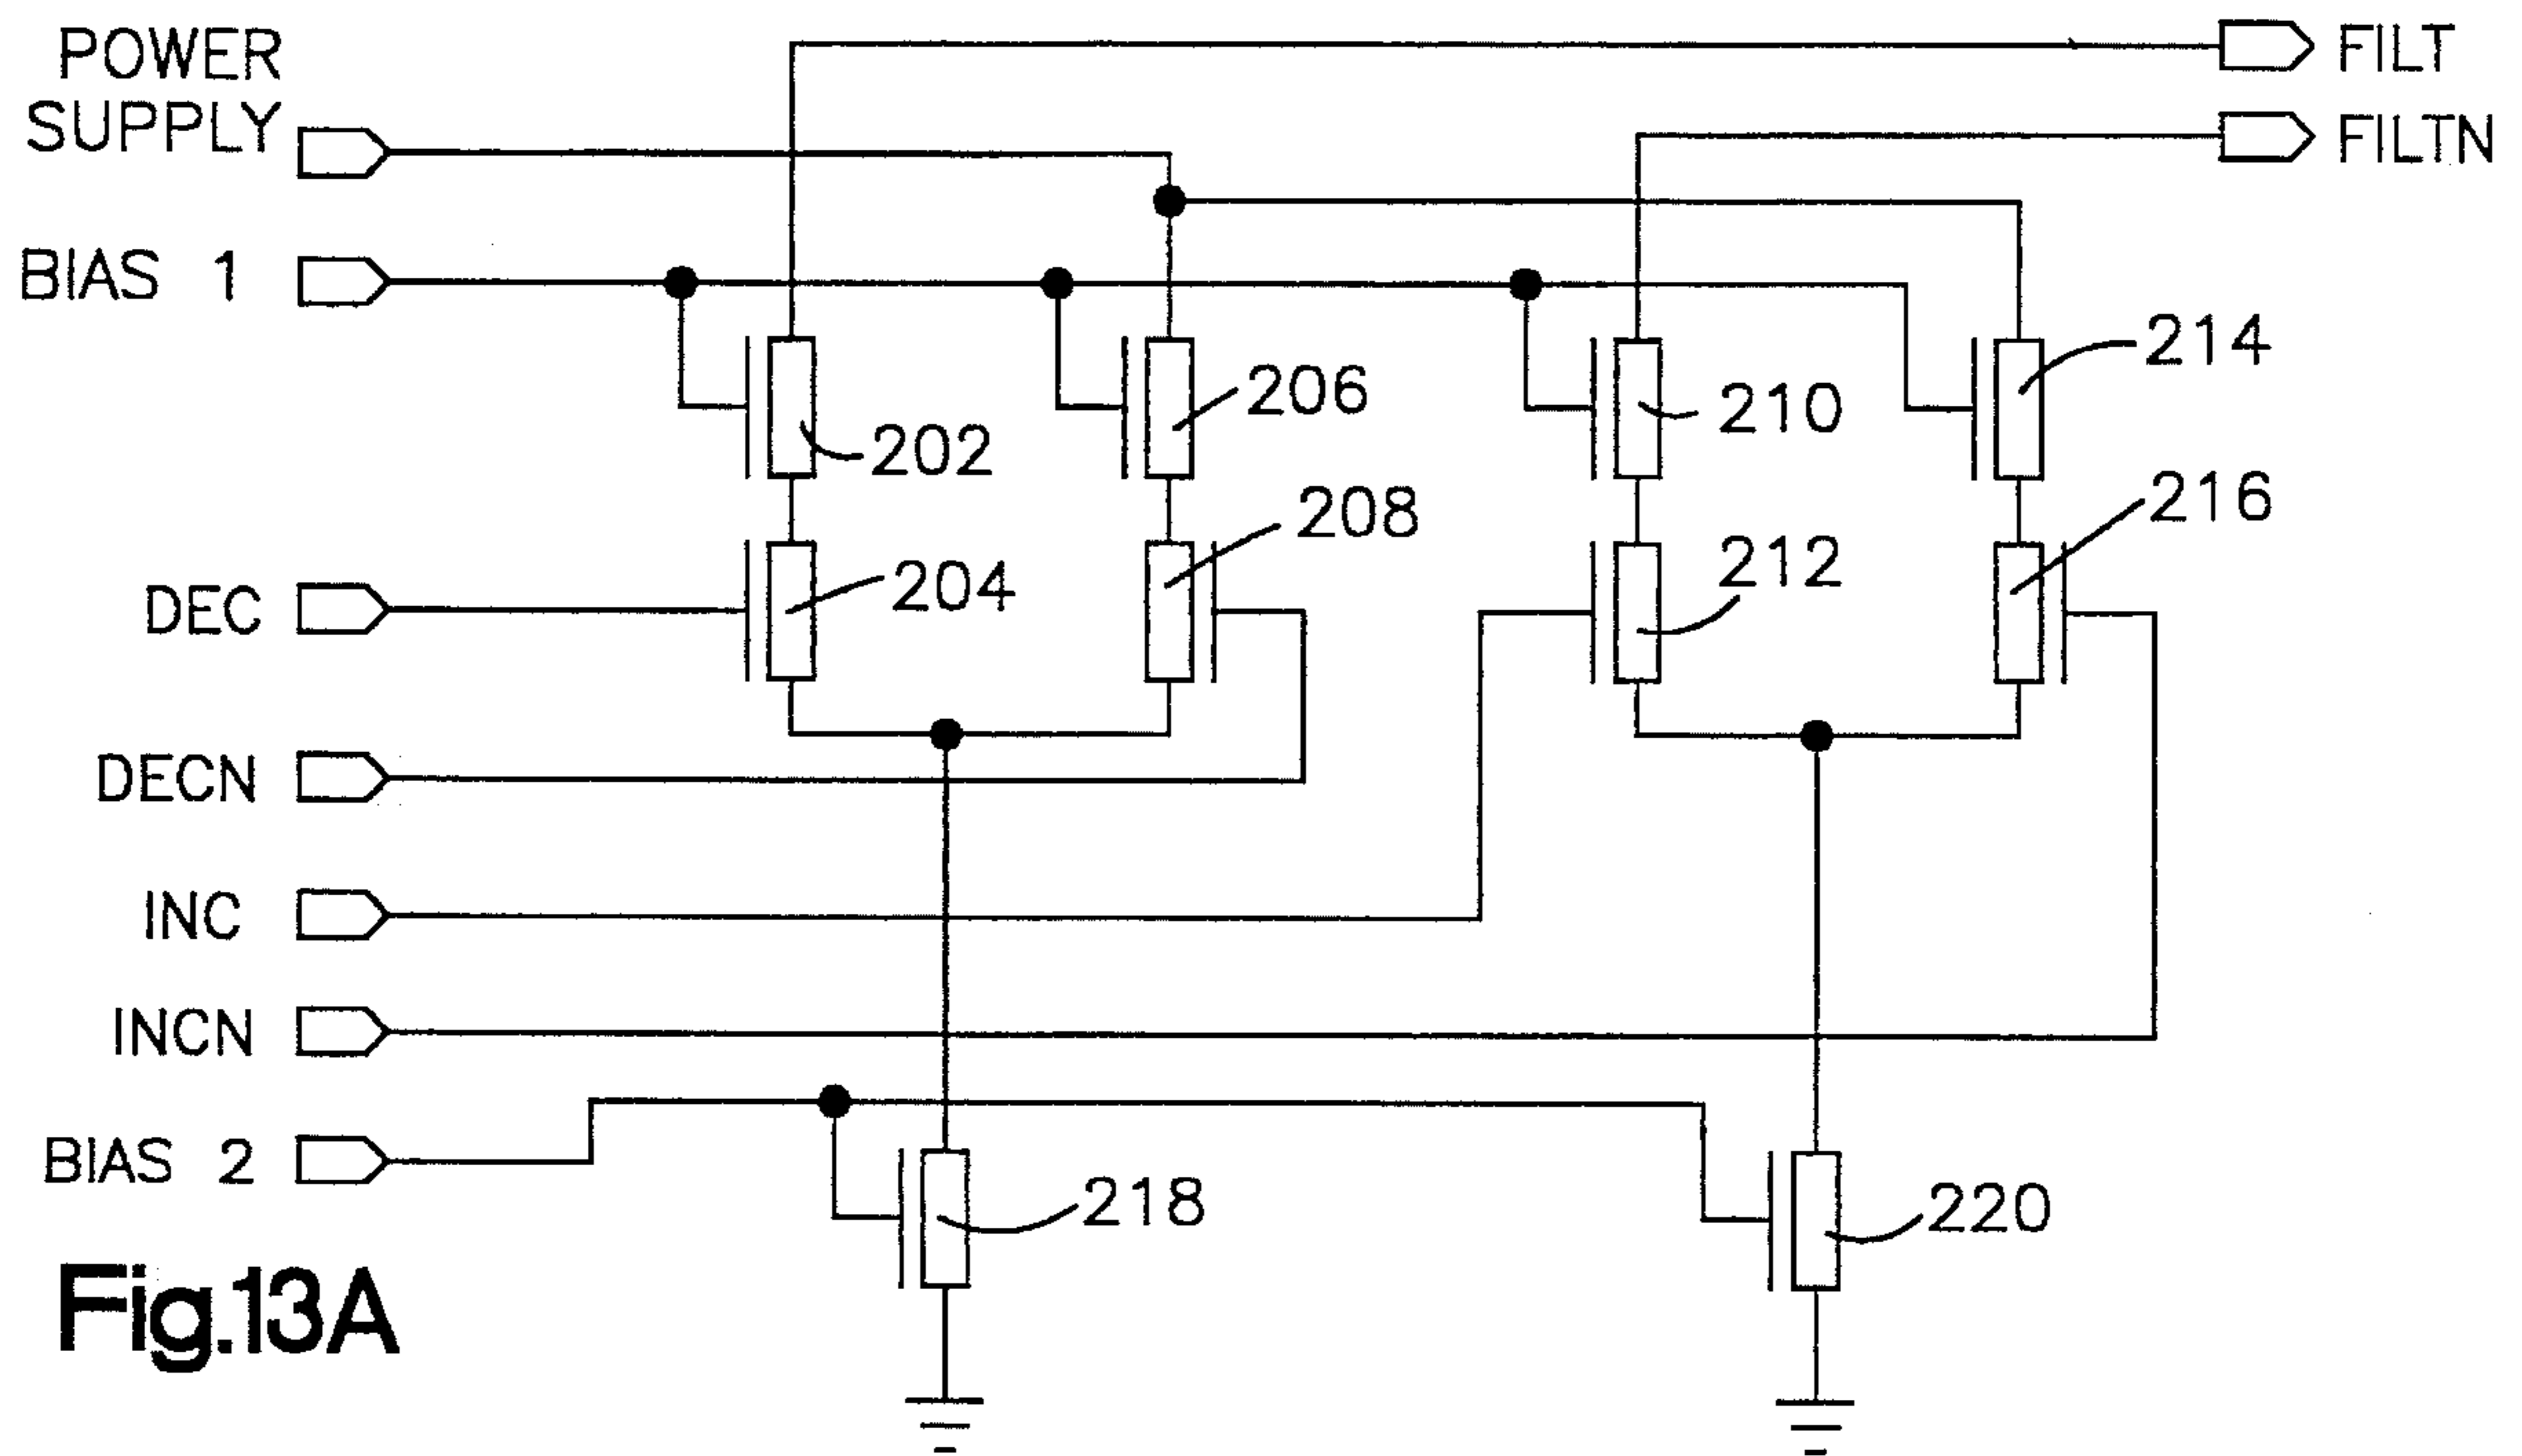 POWER
SUPPLY
FILT
FILTN
BIAS 1
214
206
210
202
216
208
212
204
DEC
DECN
INC
INCN
BIAS 2
218
220
Fig.13A